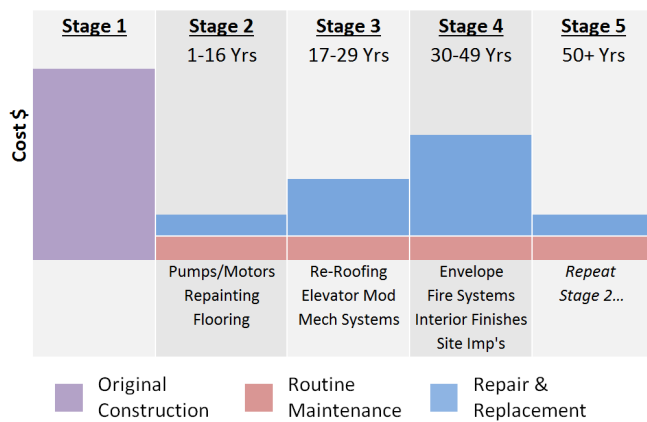 Stage 1
Stage 2
1-16 Yrs
Stage 3
17-29 Yrs
Stage 4
30-49 Yrs
Stage 5
50+ Yrs
Cost $
Pumps/Motors
Repainting
Flooring
Re-Roofing
Elevator Mod
Mech Systems
Envelope
Fire Systems
Interior Finishes
Site Imp's
Repeat
Stage 2...
Original
Construction
Routine
Maintenance
Repair &
Replacement